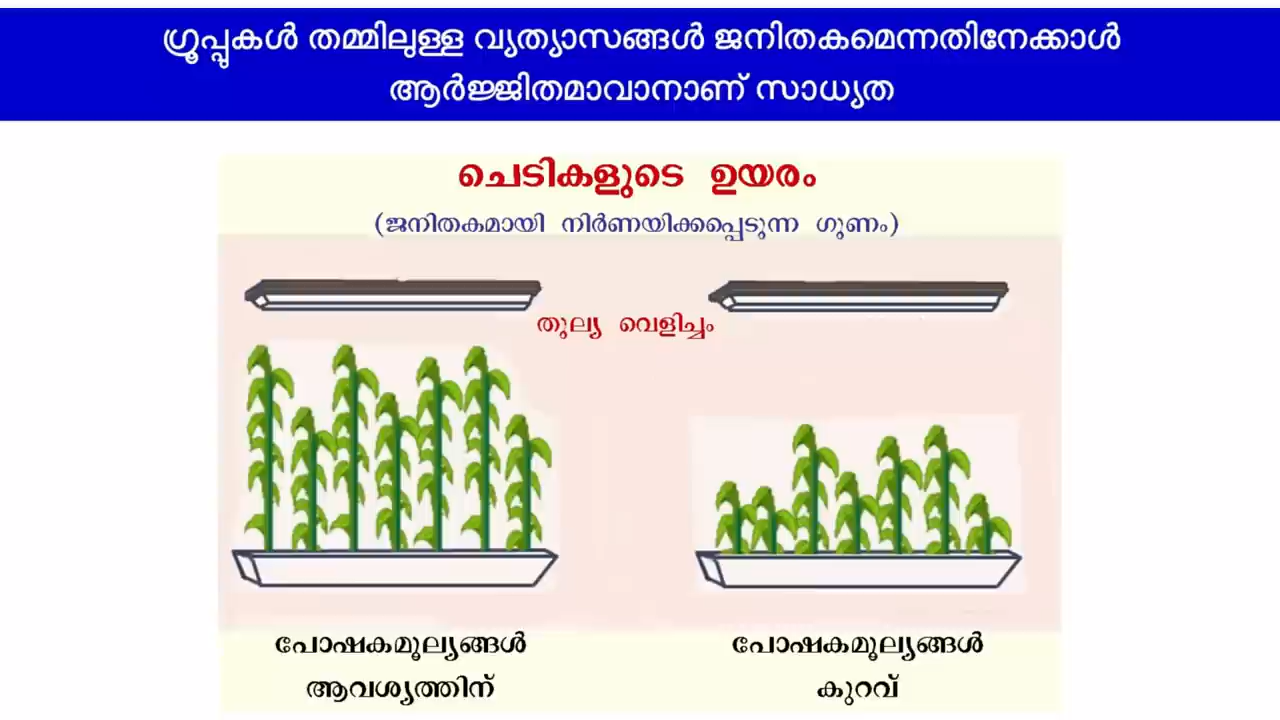 ഗ്രൂപ്പുകൾ തമ്മിലുള്ള വ്യത്യാസങ്ങൾ ജനിതകമെന്നതിനേക്കാൾ
ആർജ്ജിതമാവാനാണ് സാധ്യത
ചെടികളുടെ ഉയരം
(ജനിതകമായി നിർണയിക്കപ്പെടുന്ന ഗുണം)
തുല്യ വെളിച്ചം
പോഷകമൂല്യങ്ങൾ
ആവശ്യത്തിന്
പോഷകമൂല്യങ്ങൾ
കുറവ്